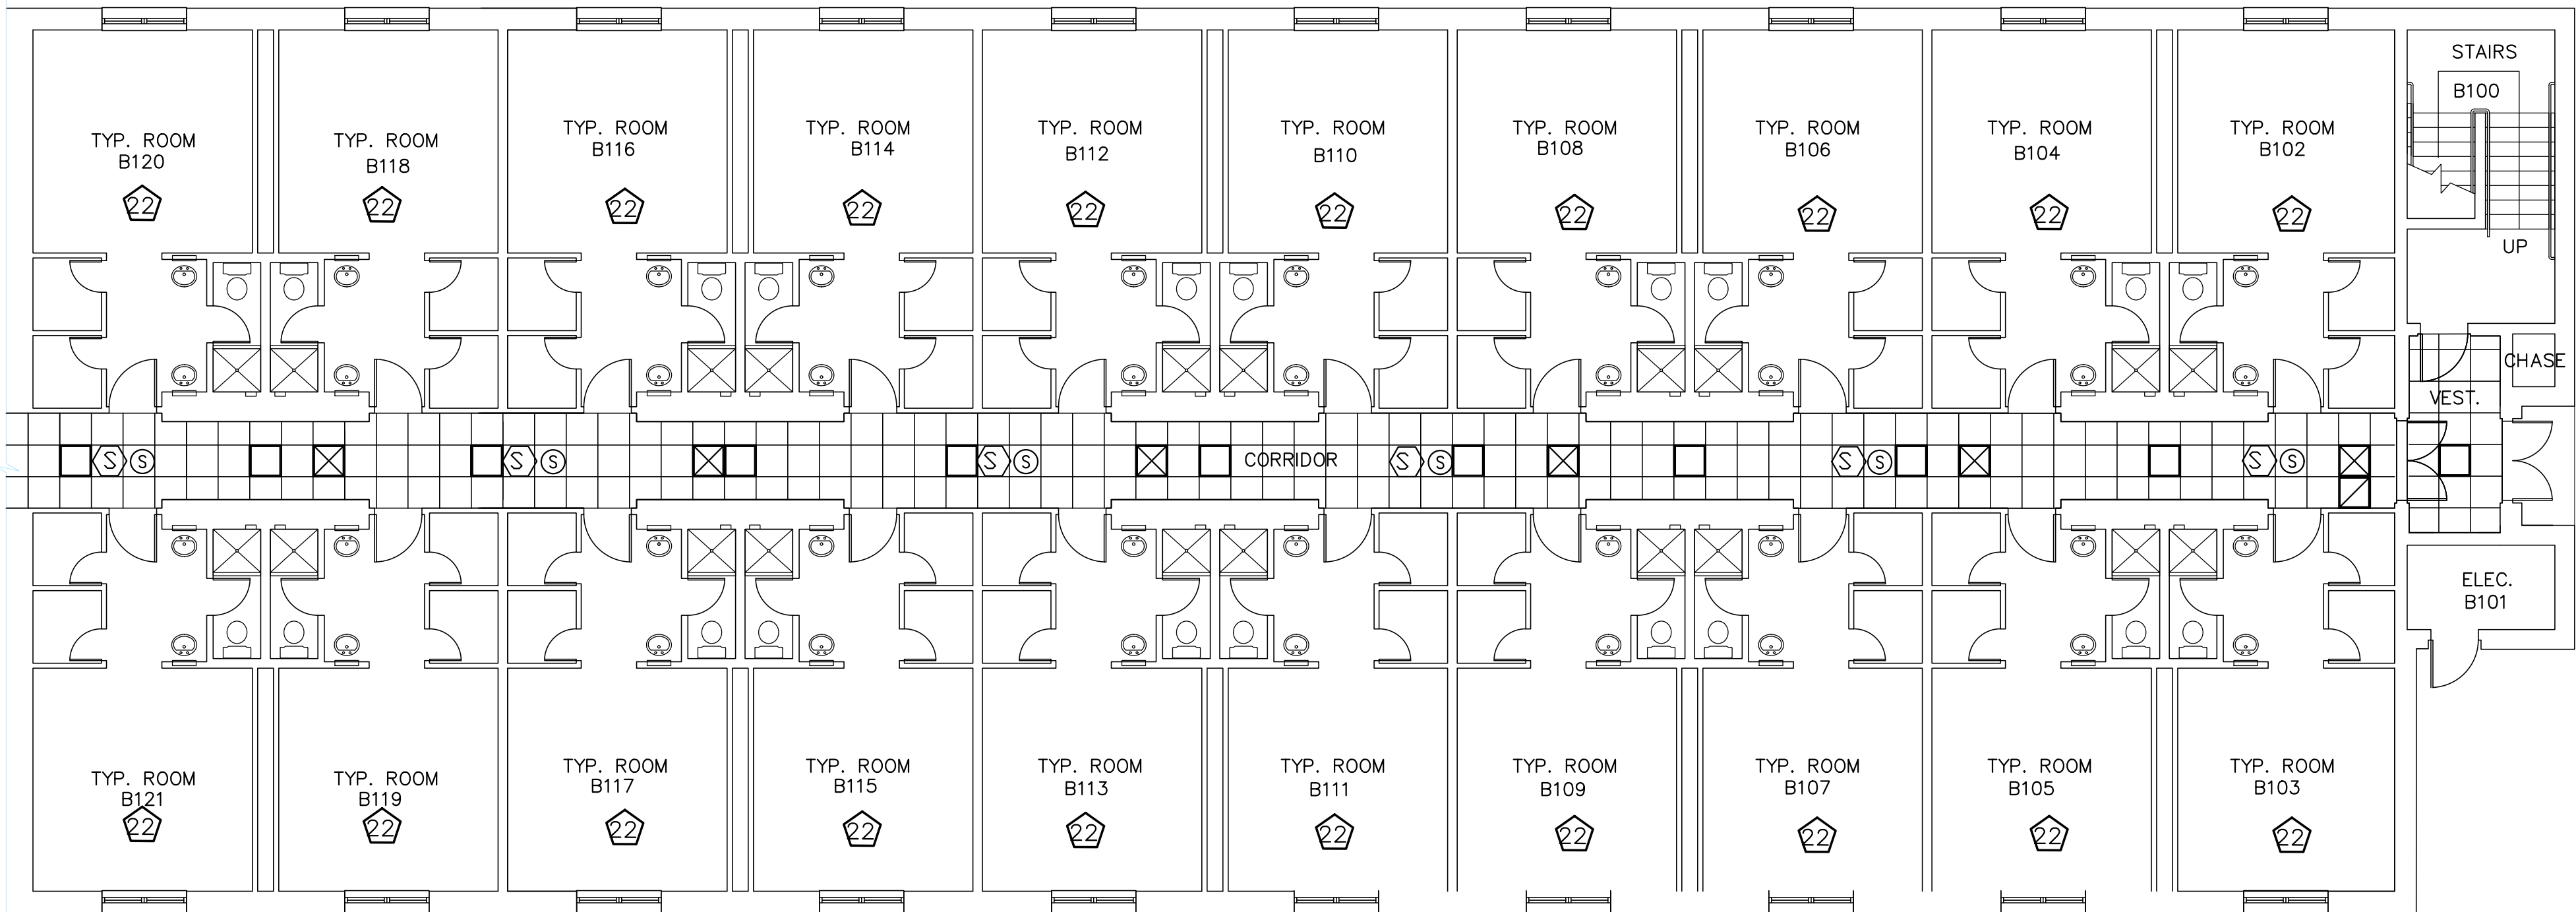 STAIRS
B100
UP
TYP. ROOM
B120
22
TYP. ROOM
B118
22
TYP. ROOM
B116
22
TYP. ROOM
B114
22
TYP. ROOM
B112
22
TYP. ROOM
B110
22
TYP. ROOM
B108
22
TYP. ROOM
B106
22
TYP. ROOM
B104
22
TYP. ROOM
B102
22
CHASE
VEST.
S S
S S
S S
CORRIDOR
S S
S S
S S
ELEC.
B101
TYP. ROOM
B121
22
TYP. ROOM
B119
22
TYP. ROOM
B117
22
TYP. ROOM
B115
22
TYP. ROOM
B113
22
TYP. ROOM
B111
22
TYP. ROOM
B109
22
TYP. ROOM
B107
22
TYP. ROOM
B105
22
TYP. ROOM
B103
22